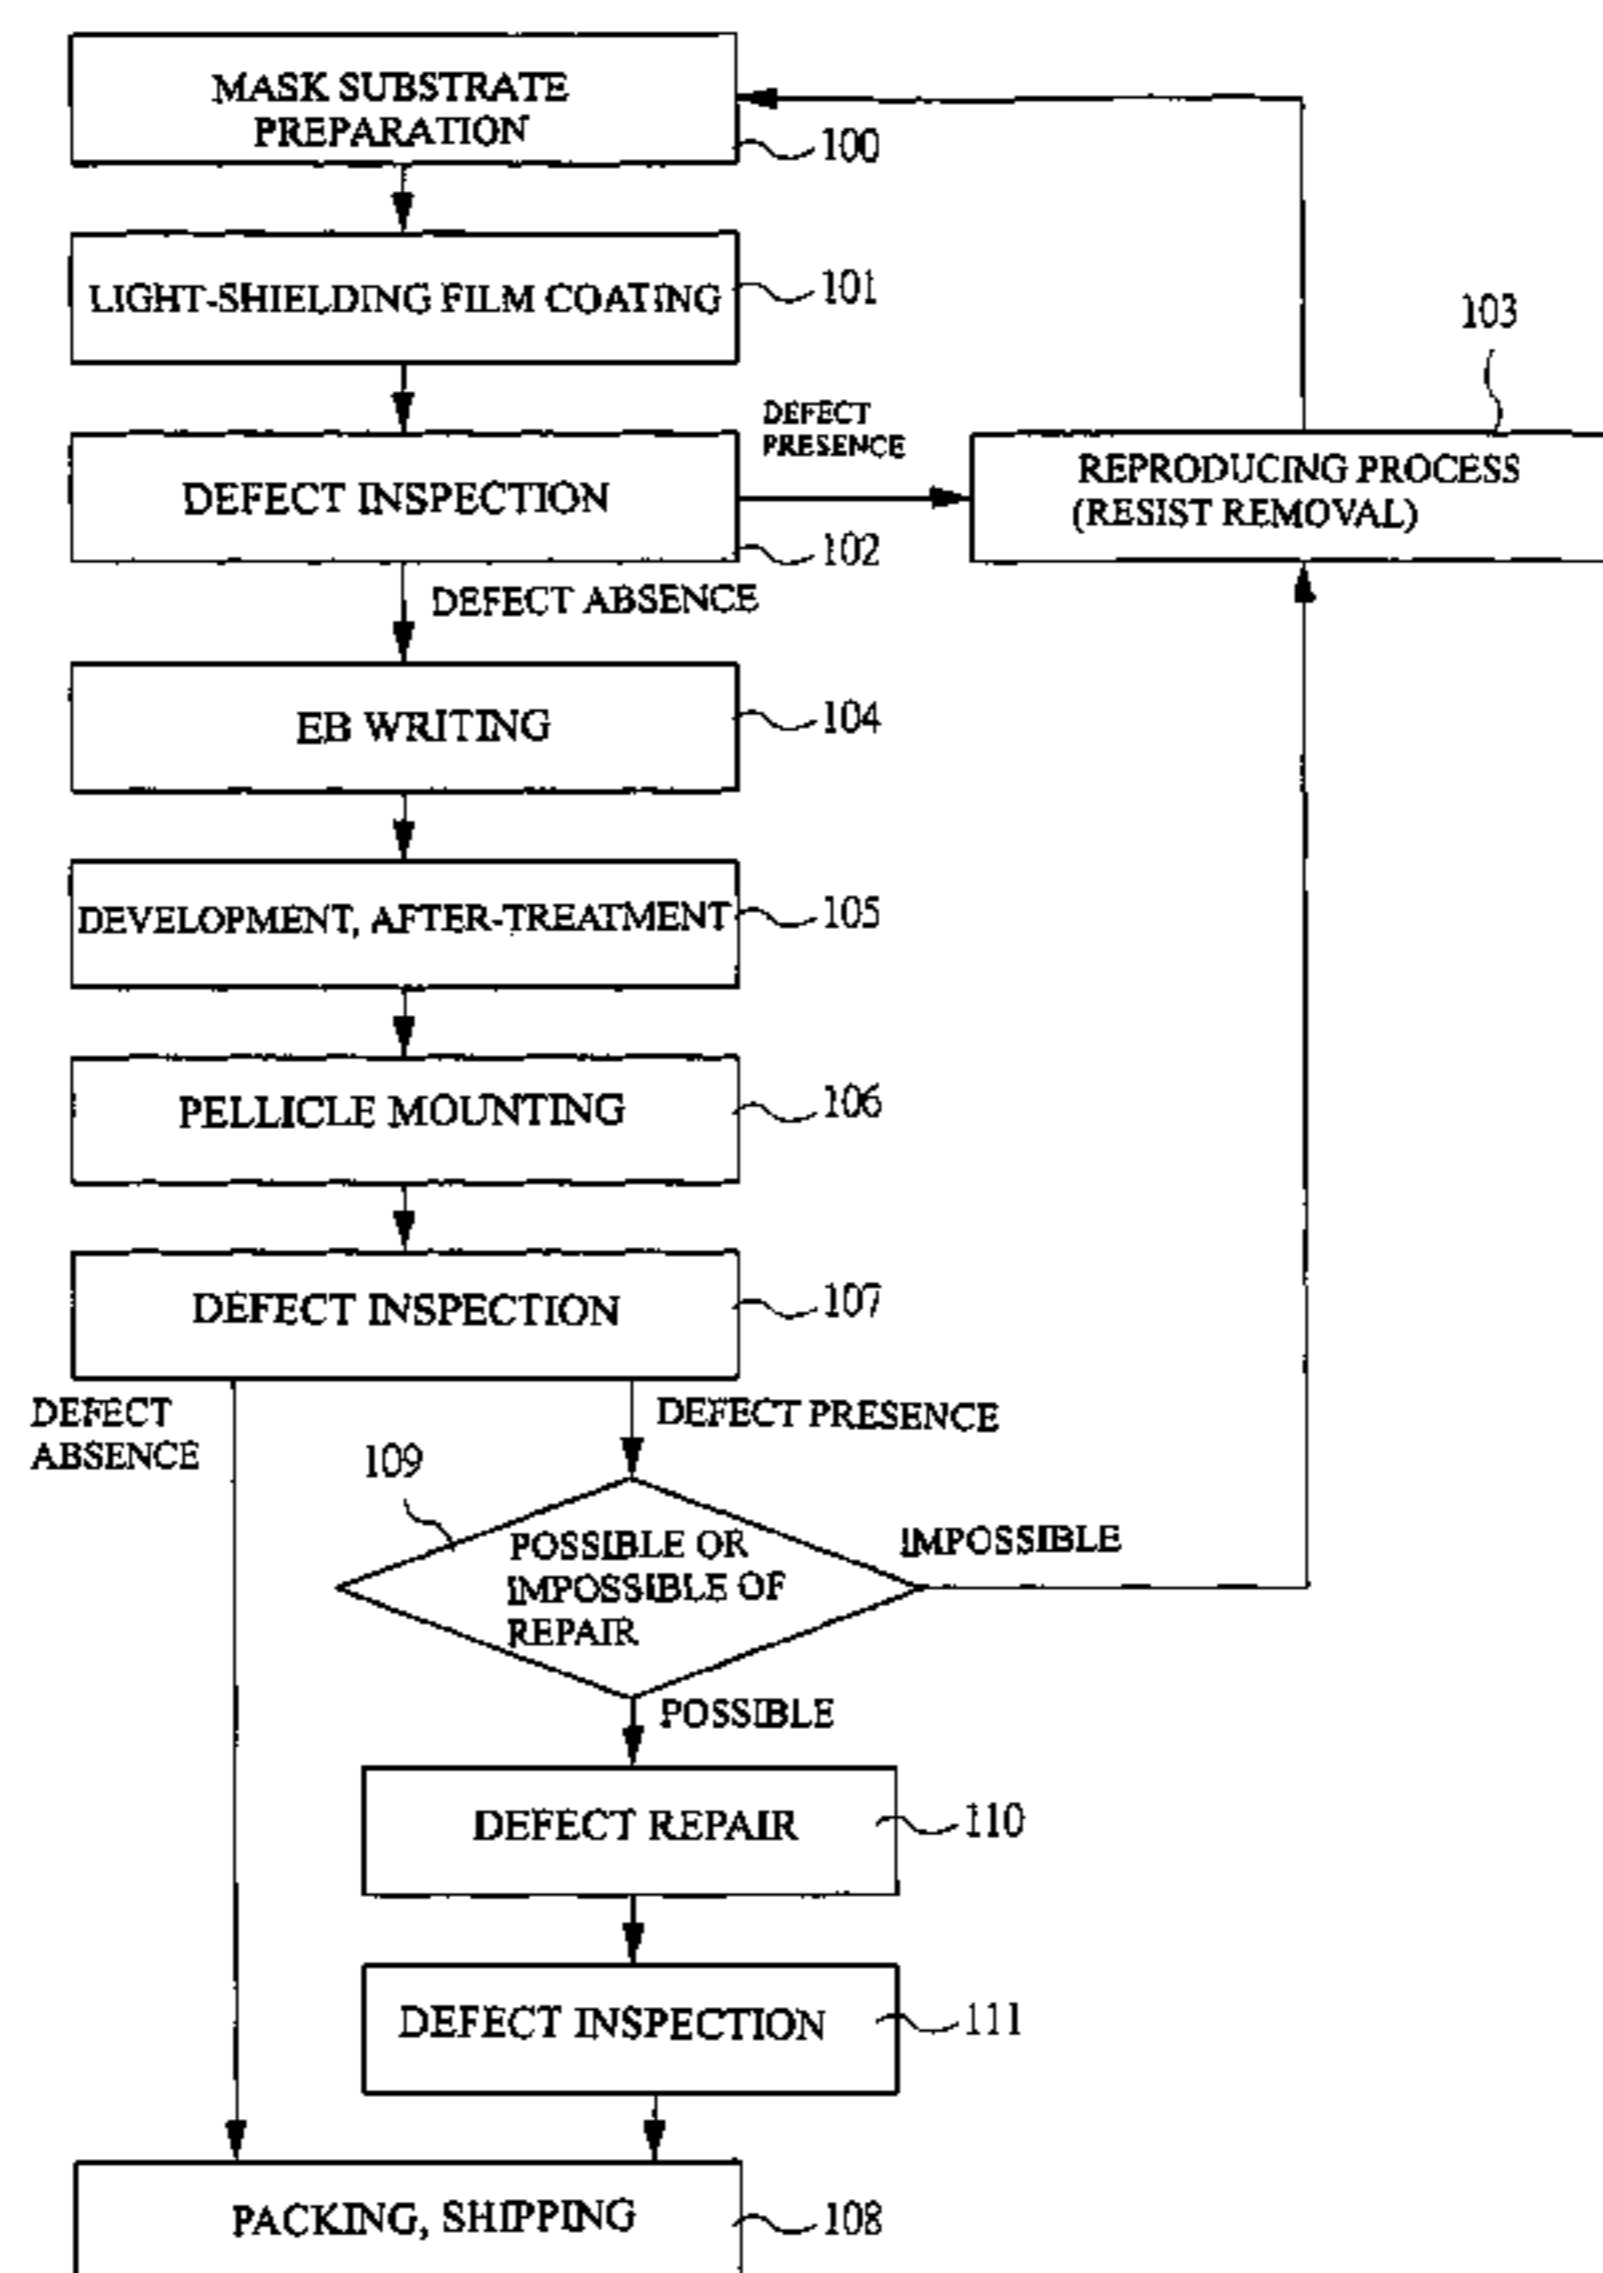 MASK SUBSTRATE
PREPARATION
100
LIGHT-SHIELDING FILM COATING
101
103
DEFECT
PRESENCE
DEFECT INSPECTION
102
REPRODUCING PROCESS
(RESIST REMOVAL)
DEFECT ABSENCE
EB WRITING
104
DEVELOPMENT, AFTER-TREATMENT
105
PELLICLE MOUNTING
106
DEFECT INSPECTION
107
DEFECT
ABSENCE
DEFECT PRESENCE
109
POSSIBLE OR
IMPOSSIBLE OF
REPAIR
IMPOSSIBLE
POSSIBLE
DEFECT REPAIR
110
DEFECT INSPECTION
111
PACKING, SHIPPING
108